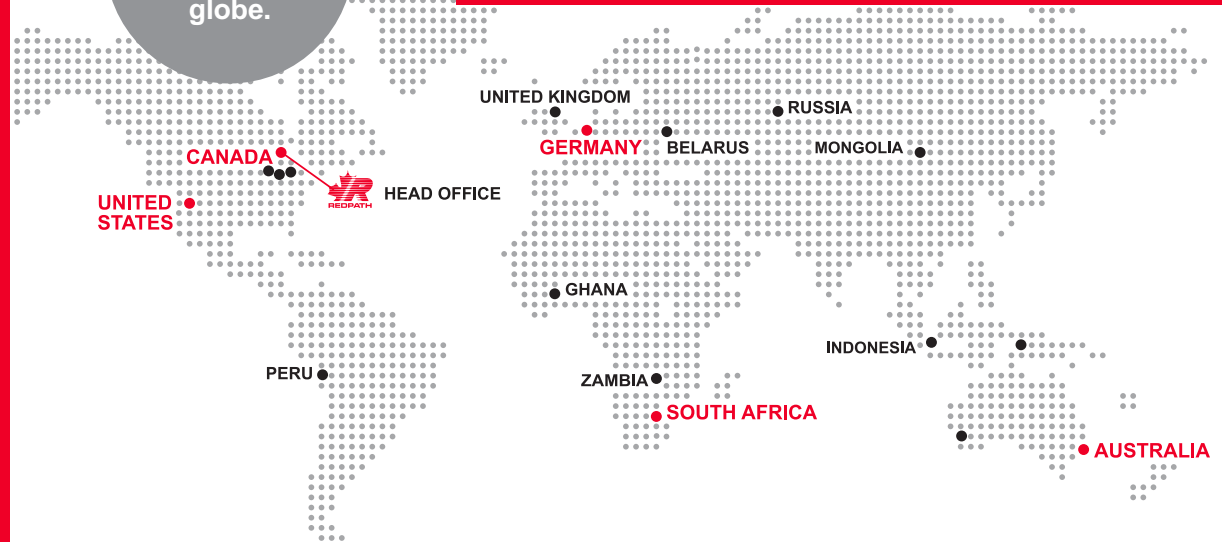 globe.
UNITED KINGDOM
RUSSIA
GERMANY
BELARUS
MONGOLIA
CANADA
REDPATH
HEAD OFFICE
UNITED
STATES
GHANA
INDONESIA
PERU
ZAMBIA
SOUTH AFRICA
AUSTRALIA